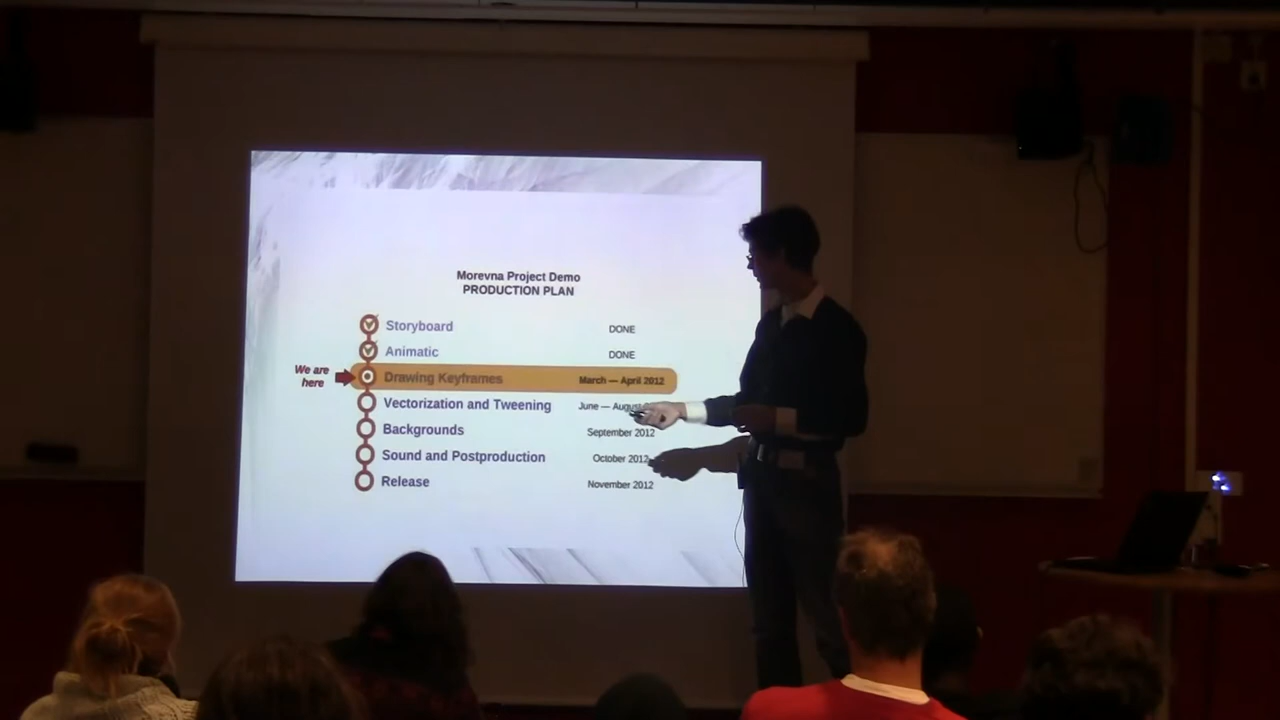 Morevna Project Demo
PRODUCTION PLAN
Storyboard DONE
Animatic DONE
We are here
Drawing Keyframes March — April 2012
Vectorization and Tweening June — August
Backgrounds September 2012
Sound and Postproduction October 2012
Release November 2012